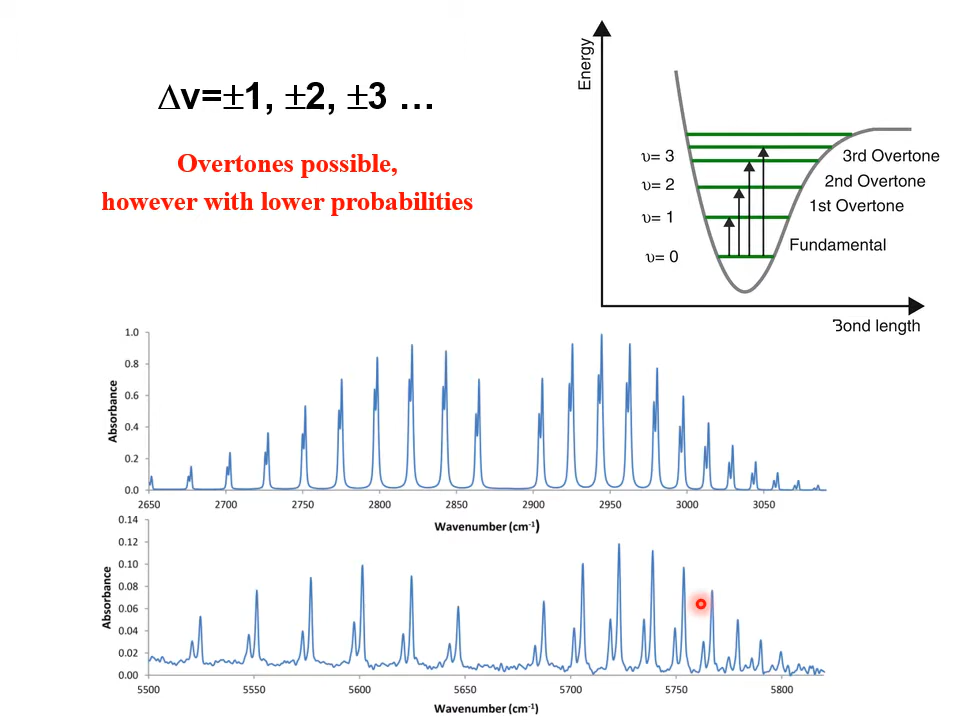 Δv=±1, ±2, ±3 …
Overtones possible,
however with lower probabilities
Energy
υ= 3
υ= 2
υ= 1
υ= 0
3rd Overtone
2nd Overtone
1st Overtone
Fundamental
Bond length
Absorbance
1.0
0.8
0.6
0.4
0.2
0.0
2650
2700
2750
2800
2850
2900
2950
3000
3050
Wavenumber (cm⁻¹)
Absorbance
0.14
0.12
0.10
0.08
0.06
0.04
0.02
0.00
5500
5550
5600
5650
5700
5750
5800
Wavenumber (cm⁻¹)